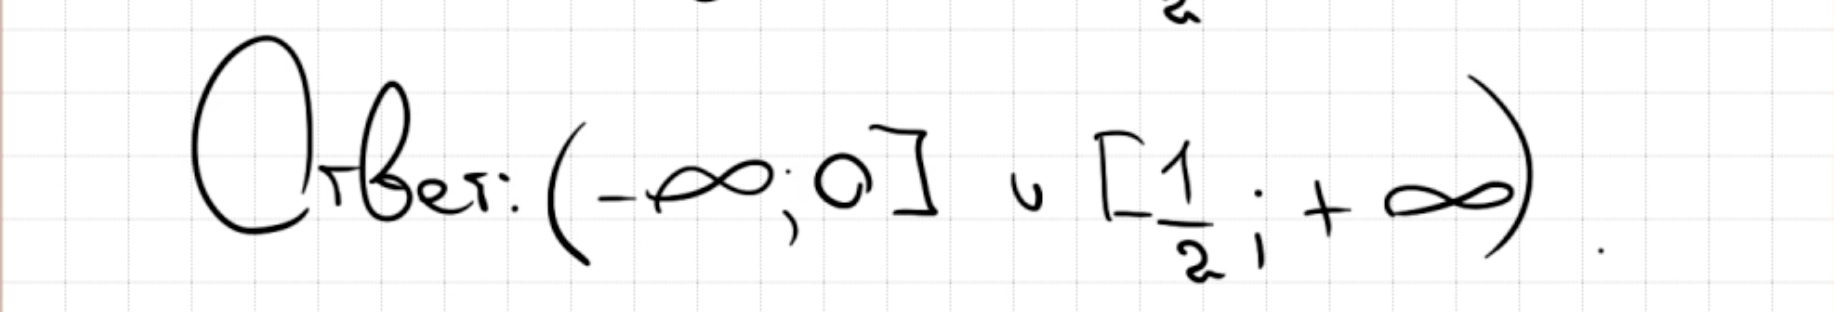 Ответ: (-∞; 0] ∪ [1/2; +∞).